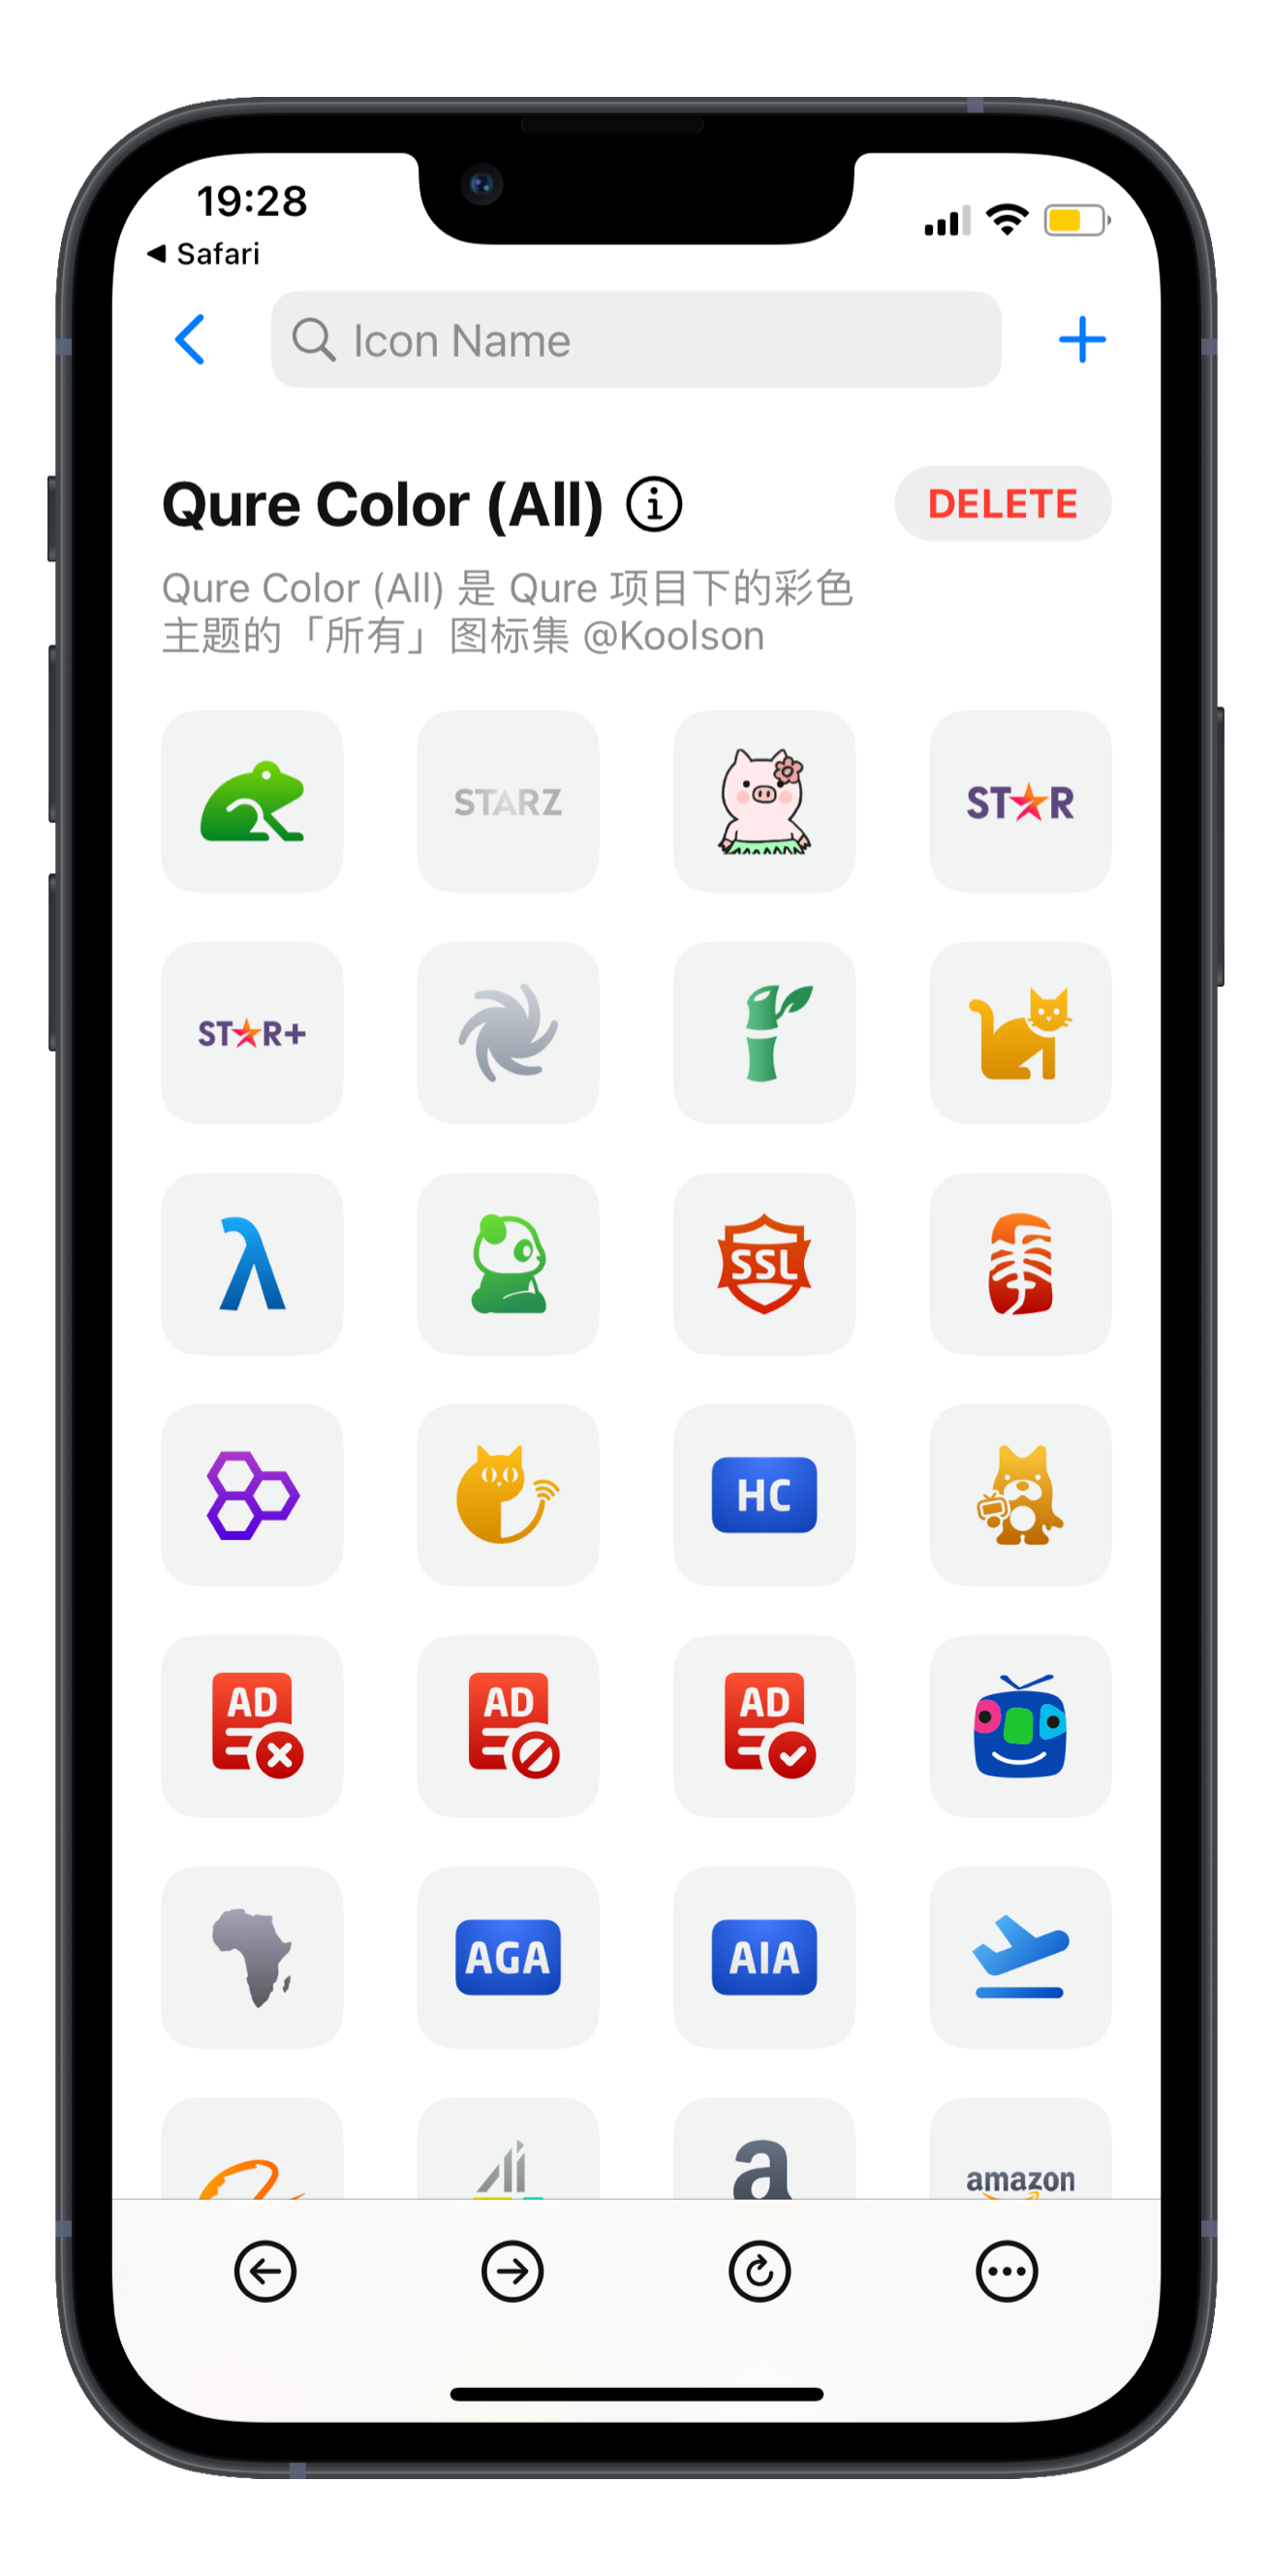 19:28
Safari
Icon Name
Qure Color (All)
DELETE
Qure Color (All) 是 Qure 项目下的彩色
主题的「所有」图标集 @Koolson
STARZ
ST★R
ST★R+
λ
SSL
HC
AD
AD
AD
AGA
AIA
a
amazon